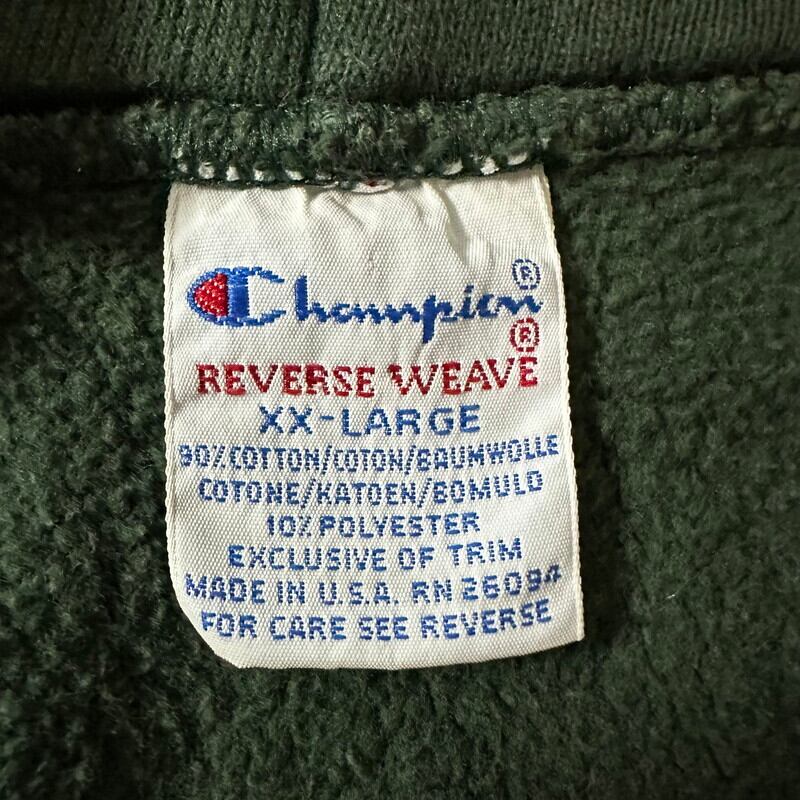 Champion®
REVERSE WEAVE®
XX-LARGE
90% COTTON/COTON/BAUMWOLLE
COTONE/KATOEN/BOMULD
10% POLYESTER
EXCLUSIVE OF TRIM
MADE IN U.S.A. RN 26094
FOR CARE SEE REVERSE